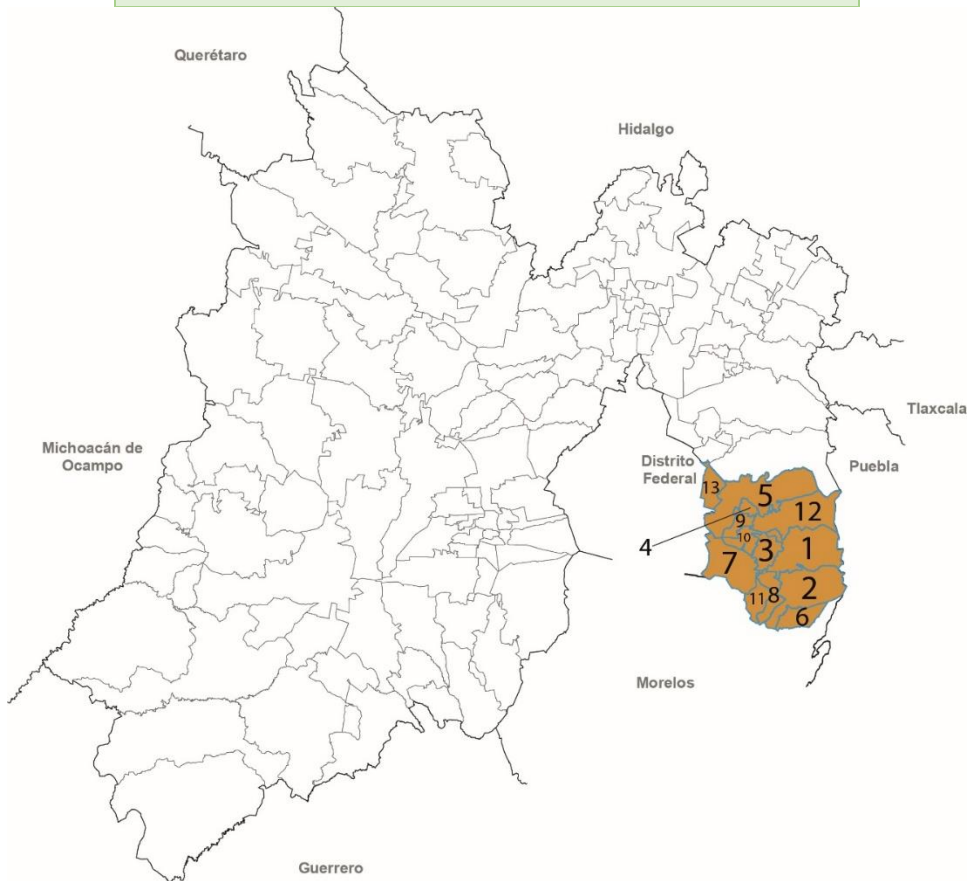 Querétaro
Hidalgo
Tlaxcala
Michoacán de
Ocampo
Distrito
Federal
Puebla
13
5
12
9
4
10
3
1
7
2
11
8
6
Morelos
Guerrero